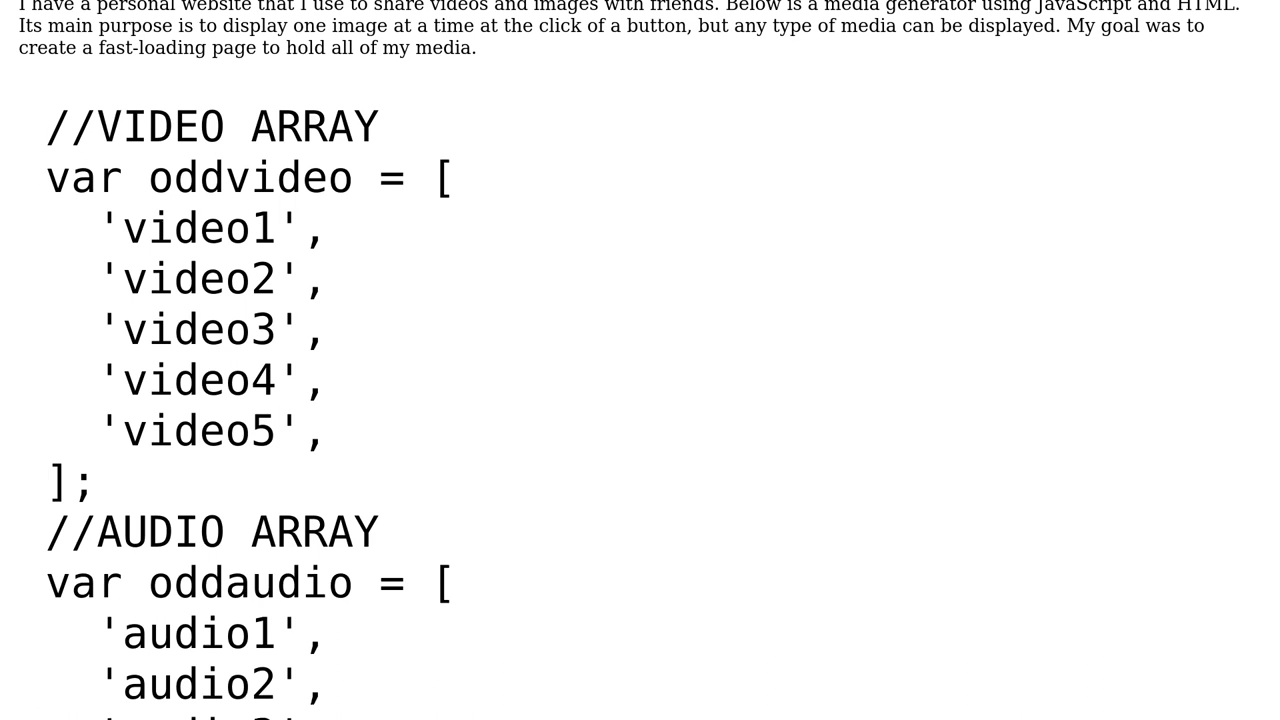 I have a personal website that I use to share videos and images with friends. Below is a media generator using JavaScript and HTML.
Its main purpose is to display one image at a time at the click of a button, but any type of media can be displayed. My goal was to
create a fast-loading page to hold all of my media.
//VIDEO ARRAY
var oddvideo = [
'video1',
'video2',
'video3',
'video4',
'video5',
];
//AUDIO ARRAY
var oddaudio = [
'audio1',
'audio2',